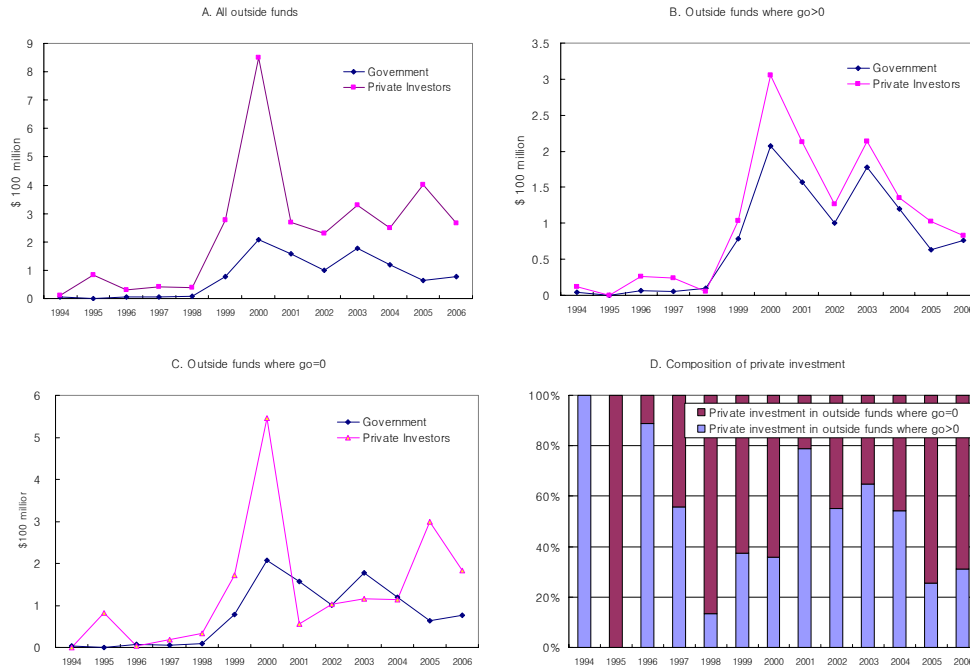 A. All outside funds
9
8
7
6
5
4
3
2
1
0
$ 100 million
Government
Private Investors
1994 1995 1996 1997 1998 1999 2000 2001 2002 2003 2004 2005 2006
B. Outside funds where go>0
3.5
3
2.5
2
1.5
1
0.5
0
$ 100 million
Government
Private Investors
1994 1995 1996 1997 1998 1999 2000 2001 2002 2003 2004 2005 2006
C. Outside funds where go=0
6
5
4
3
2
1
0
$100 millior
Government
Private Investors
1994 1995 1996 1997 1998 1999 2000 2001 2002 2003 2004 2005 2006
D. Composition of private investment
100%
80%
60%
40%
20%
0%
Private investment in outside funds where go=0
Private investment in outside funds where go>0
1994 1995 1996 1997 1998 1999 2000 2001 2002 2003 2004 2005 2006